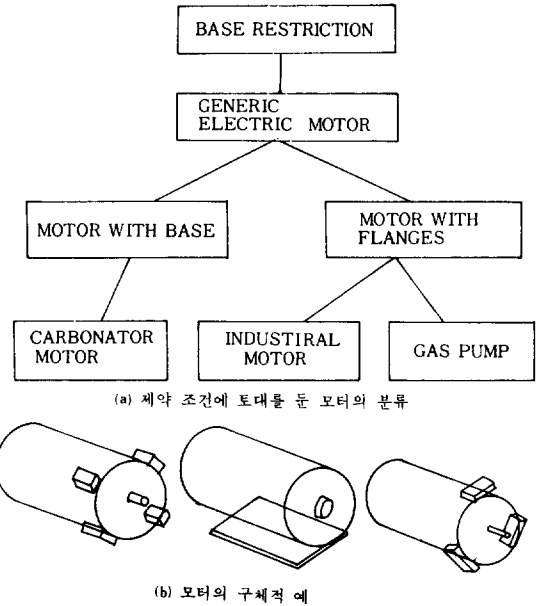 BASE RESTRICTION
GENERIC
ELECTRIC MOTOR
MOTOR WITH BASE
MOTOR WITH
FLANGES
CARBONATOR
MOTOR
INDUSTIRAL
MOTOR
GAS PUMP
(a) 제약 조건에 토대를 둔 모터의 분류
(b) 모터의 구체적 예